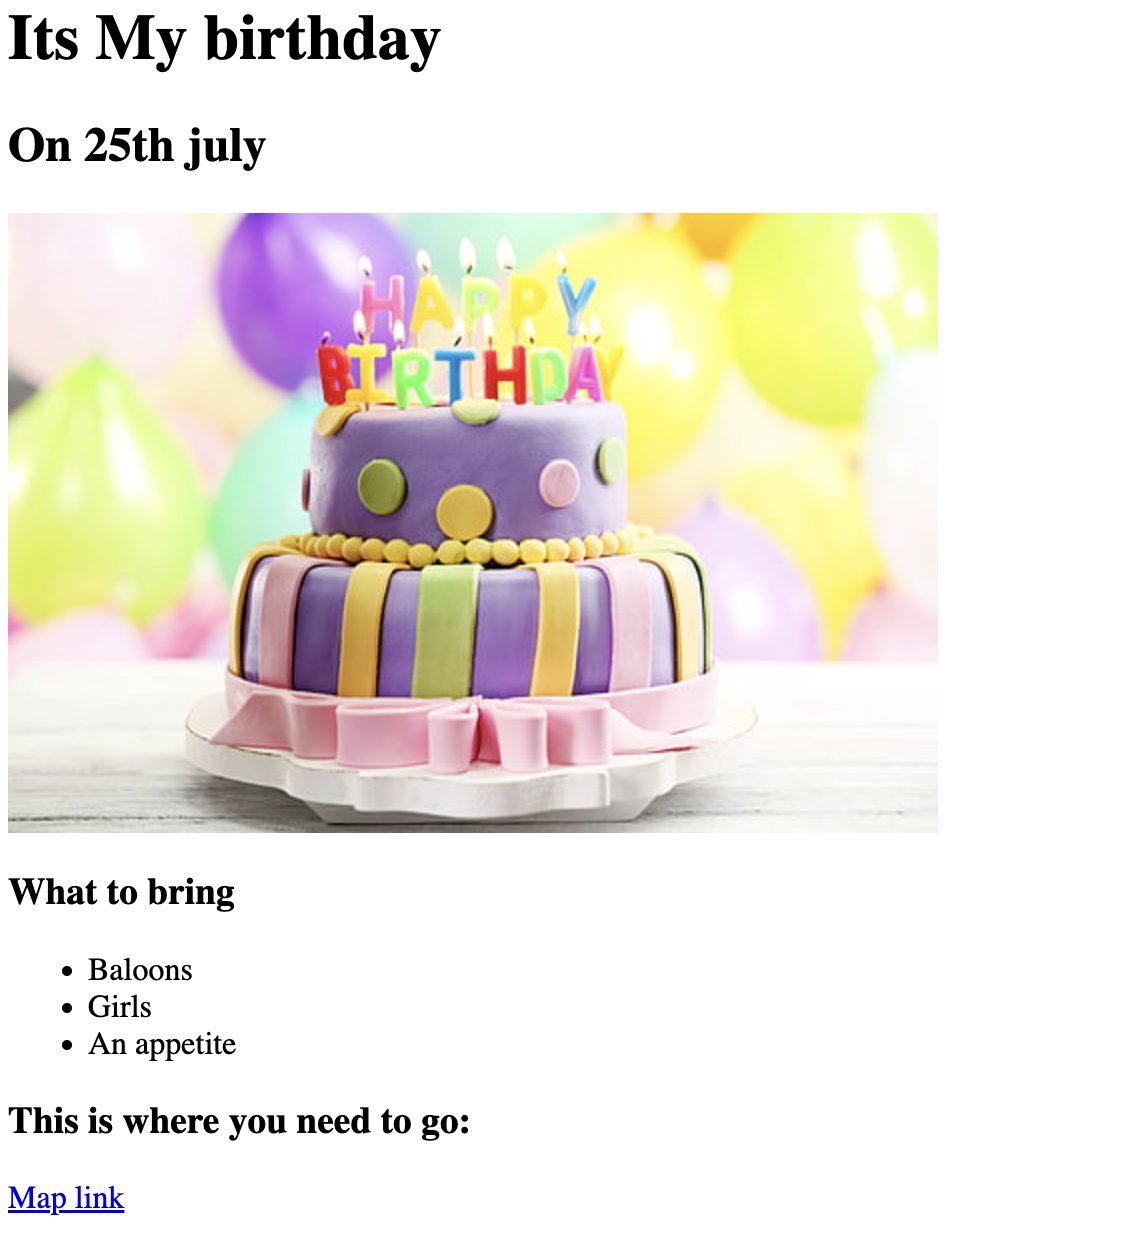 Its My birthday
On 25th july
HAPPY
BIRTHDAY
What to bring
Baloons
Girls
An appetite
This is where you need to go:
Map link